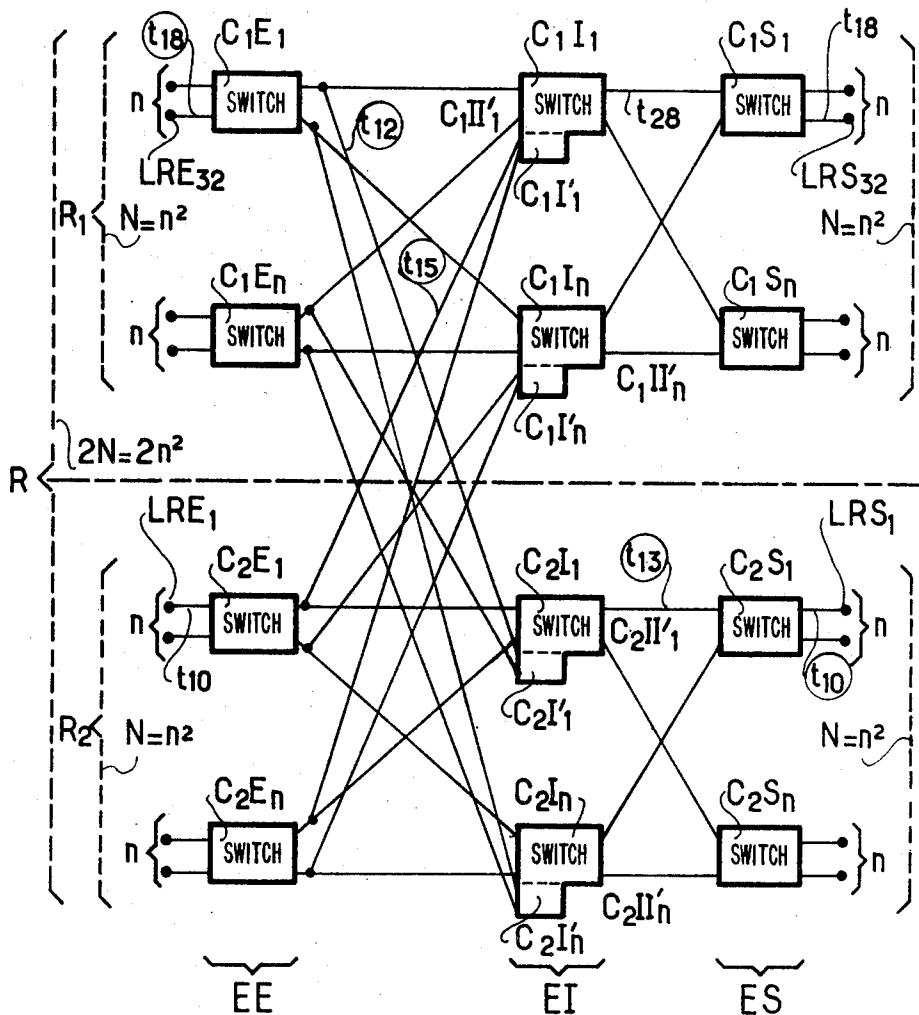 t18 C1E1 C1I1 C1S1 t18
n SWITCH SWITCH SWITCH n
t12 C1II'1 t28
LRE32 C1I'1 LRS32
R1 N=n² N=n²
t15
C1En C1In C1Sn
n SWITCH SWITCH SWITCH n
C1I'n C1II'n
2N=2n²
R
LRE1 LRS1
C2E1 C2I1 t13 C2S1
n SWITCH SWITCH SWITCH n
C2II'1
t10 t10
C2I'1
R2 N=n² N=n²
C2En C2In C2Sn
n SWITCH SWITCH SWITCH n
C2II'n
C2I'n
EE EI ES